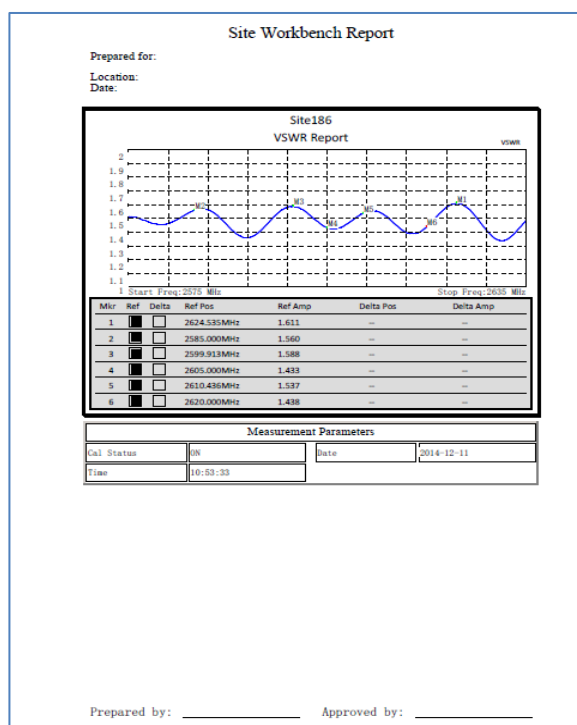 Site Workbench Report
Prepared for:
Location:
Date:
Site186
VSWR Report
VSWR
2
1.9
1.8
1.7
1.6
1.5
1.4
1.3
1.2
1.1
1
M2
M3
M4
M5
M6
M1
Start Freq:2575 MHz Stop Freq:2635 MHz
Mkr Ref Delta Ref Pos Ref Amp Delta Pos Delta Amp
1 2624.535MHz 1.611 -- --
2 2585.000MHz 1.560 -- --
3 2599.913MHz 1.588 -- --
4 2605.000MHz 1.433 -- --
5 2610.436MHz 1.537 -- --
6 2620.000MHz 1.438 -- --
Measurement Parameters
Cal Status ON Date 2014-12-11
Time 10:53:33
Prepared by: Approved by: